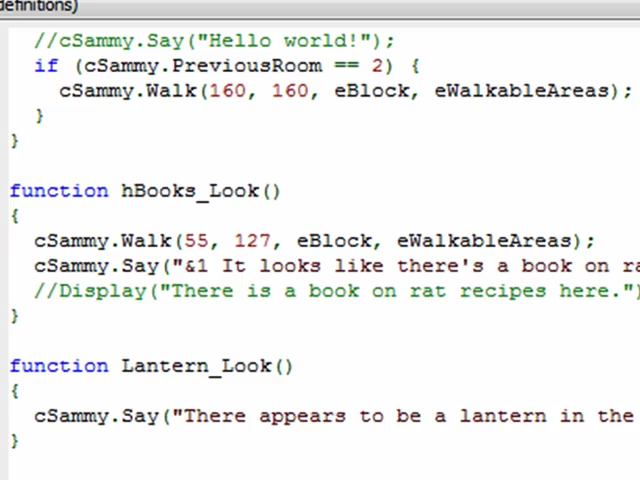 definitions)
//cSammy.Say("Hello world!");
if (cSammy.PreviousRoom == 2) {
cSammy.Walk(160, 160, eBlock, eWalkableAreas);
}
}
function hBooks_Look()
{
cSammy.Walk(55, 127, eBlock, eWalkableAreas);
cSammy.Say("&1 It looks like there's a book on ra
//Display("There is a book on rat recipes here.")
}
function Lantern_Look()
{
cSammy.Say("There appears to be a lantern in the
}